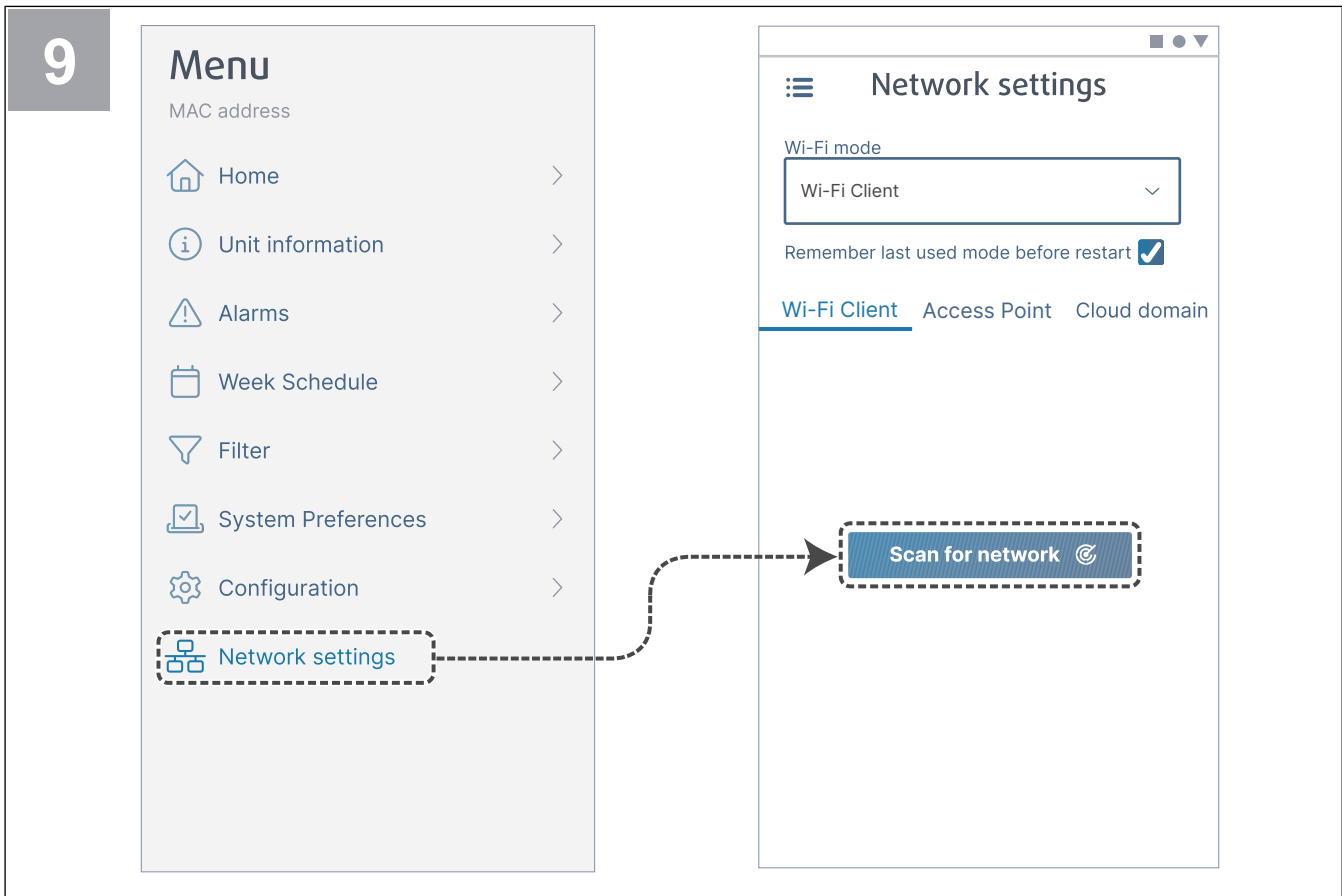 9
Menu
MAC address
Home
Unit information
Alarms
Week Schedule
Filter
System Preferences
Configuration
Network settings
Network settings
Wi-Fi mode
Wi-Fi Client
Remember last used mode before restart
Wi-Fi Client Access Point Cloud domain
Scan for network